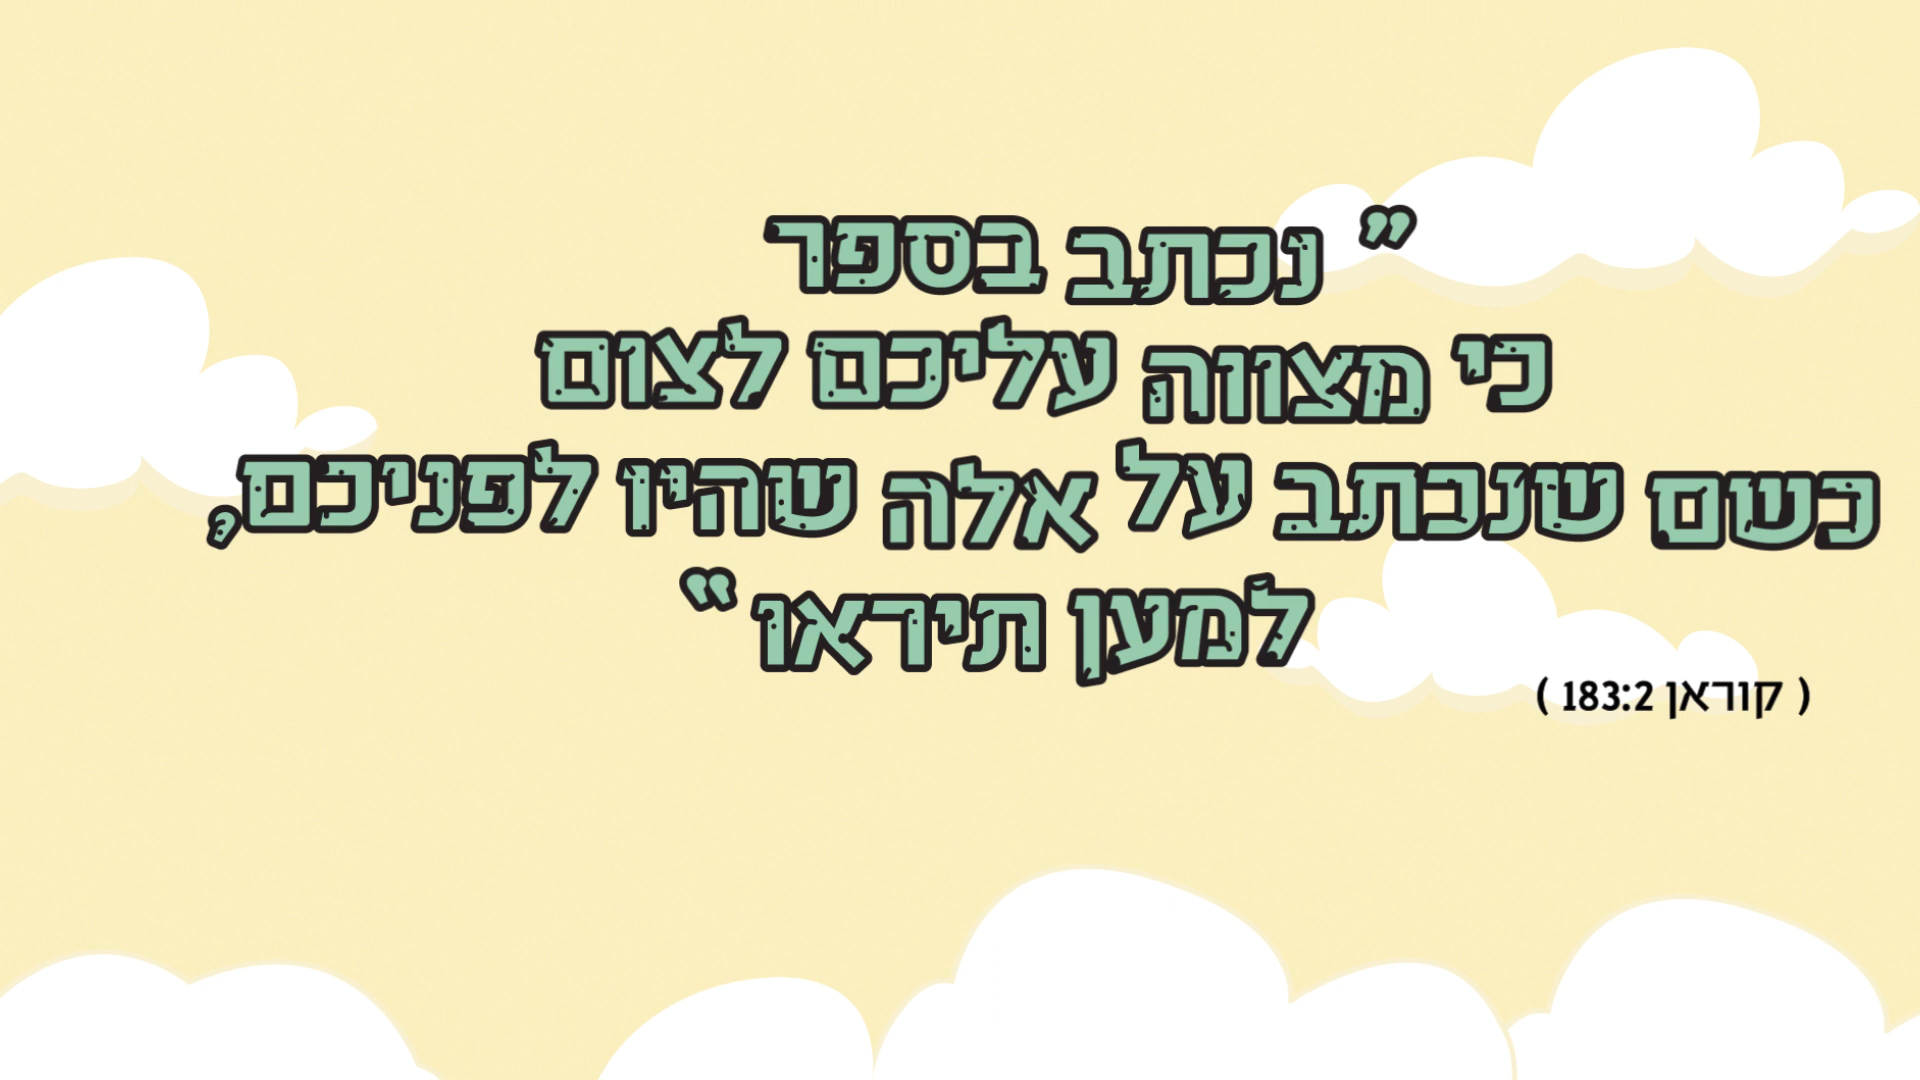 " נכתב בספר
כי מצווה עליכם לצום
כשם שנכתב על אלה שהיו לפניכם,
למען תיראו"
( קוראן 183:2 )